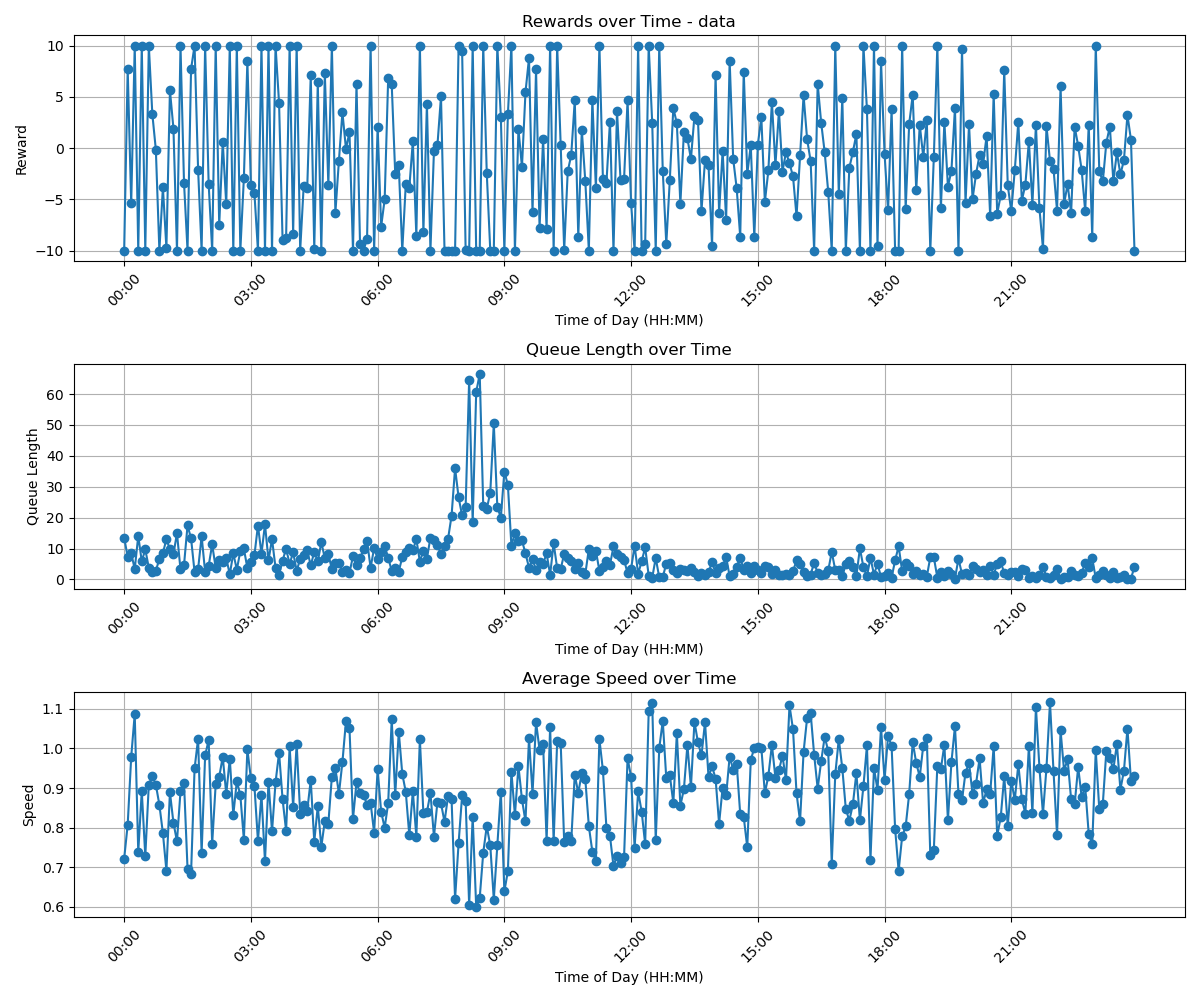 Rewards over Time - data
10
5
0
−5
−10
Reward
00:00 03:00 06:00 09:00 12:00 15:00 18:00 21:00
Time of Day (HH:MM)
Queue Length over Time
60
50
40
30
20
10
0
Queue Length
00:00 03:00 06:00 09:00 12:00 15:00 18:00 21:00
Time of Day (HH:MM)
Average Speed over Time
1.1
1.0
0.9
0.8
0.7
0.6
Speed
00:00 03:00 06:00 09:00 12:00 15:00 18:00 21:00
Time of Day (HH:MM)